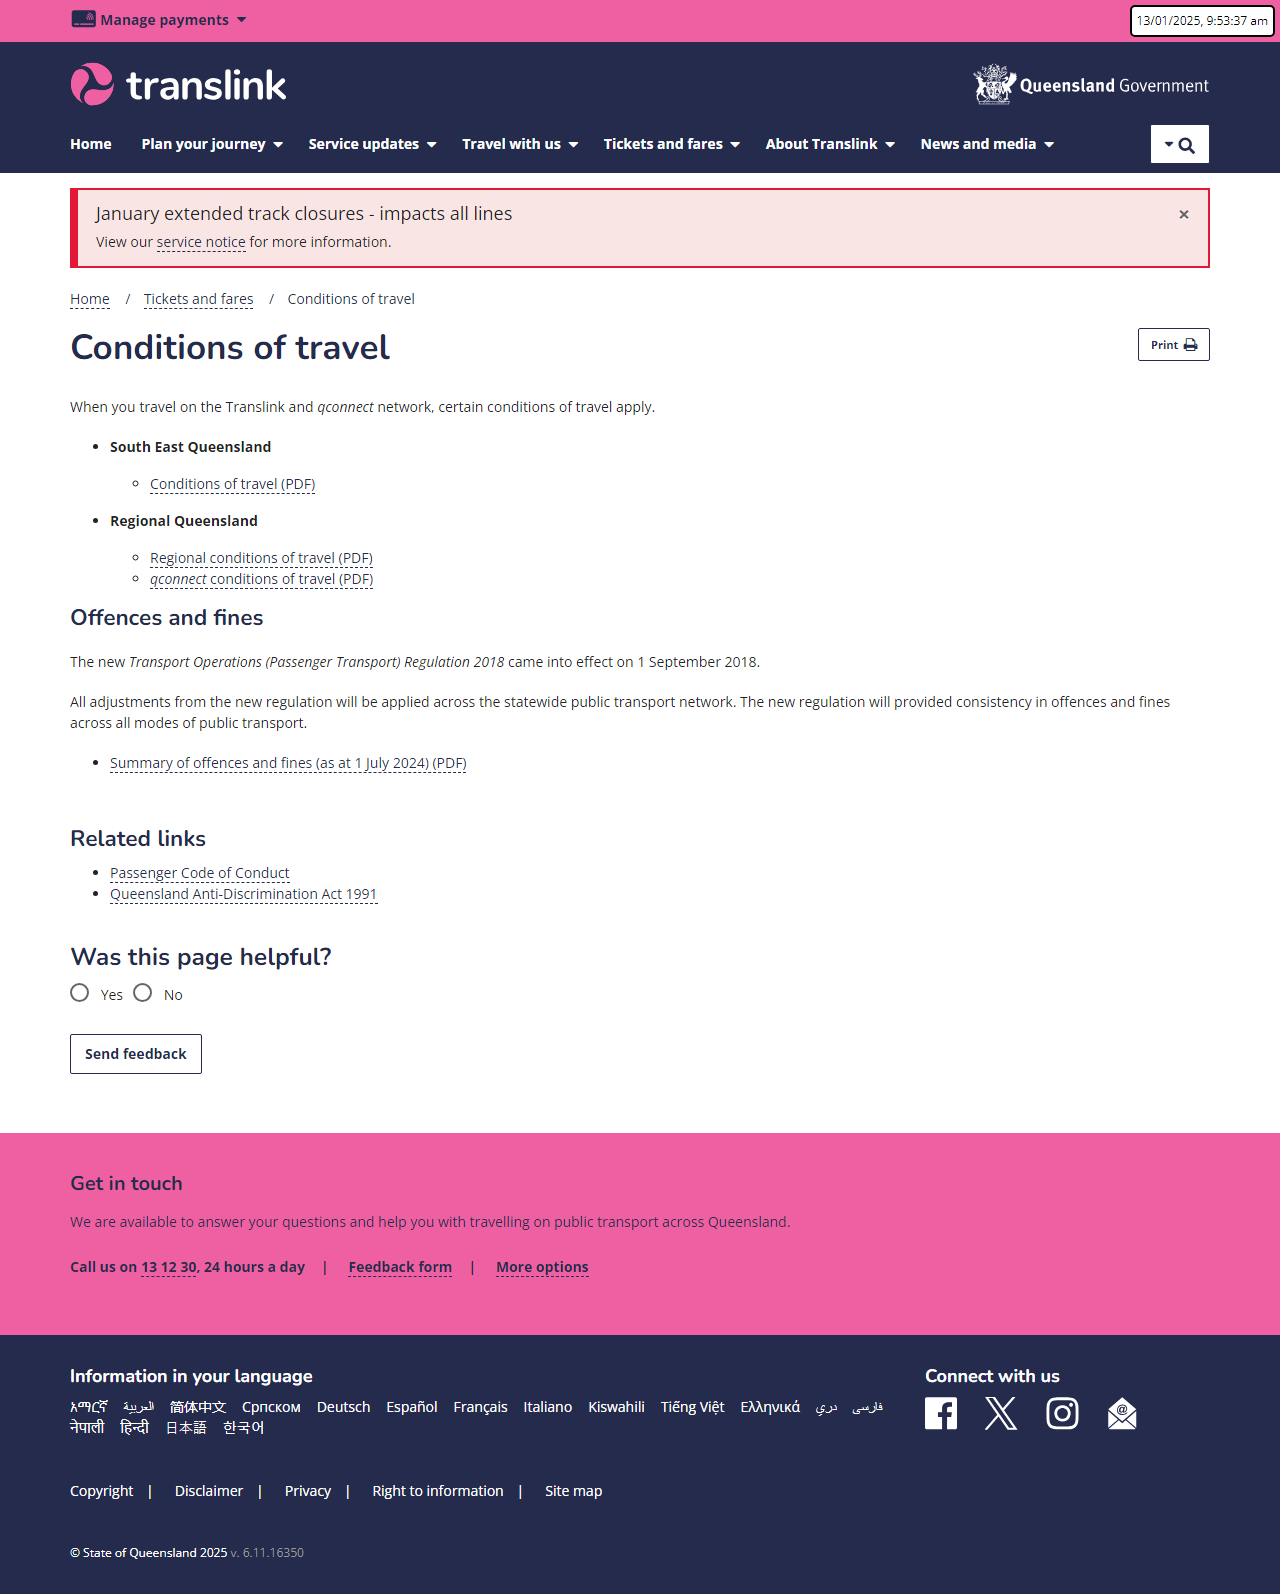 Manage payments
13/01/2025, 9:53:37 am
translink
Queensland Government
Home Plan your journey Service updates Travel with us Tickets and fares About Translink News and media
January extended track closures - impacts all lines
×
View our service notice for more information.
Home / Tickets and fares / Conditions of travel
Conditions of travel
Print
When you travel on the Translink and qconnect network, certain conditions of travel apply.
• South East Queensland
◦ Conditions of travel (PDF)
• Regional Queensland
◦ Regional conditions of travel (PDF)
◦ qconnect conditions of travel (PDF)
Offences and fines
The new Transport Operations (Passenger Transport) Regulation 2018 came into effect on 1 September 2018.
All adjustments from the new regulation will be applied across the statewide public transport network. The new regulation will provided consistency in offences and fines
across all modes of public transport.
• Summary of offences and fines (as at 1 July 2024) (PDF)
Related links
• Passenger Code of Conduct
• Queensland Anti-Discrimination Act 1991
Was this page helpful?
Yes No
Send feedback
Get in touch
We are available to answer your questions and help you with travelling on public transport across Queensland.
Call us on 13 12 30, 24 hours a day | Feedback form | More options
Information in your language
አማርኛ العربية 简体中文 Српском Deutsch Español Français Italiano Kiswahili Tiếng Việt Ελληνικά دري فارسی
नेपाली हिन्दी 日本語 한국어
Connect with us
Copyright | Disclaimer | Privacy | Right to information | Site map
© State of Queensland 2025 v. 6.11.16350